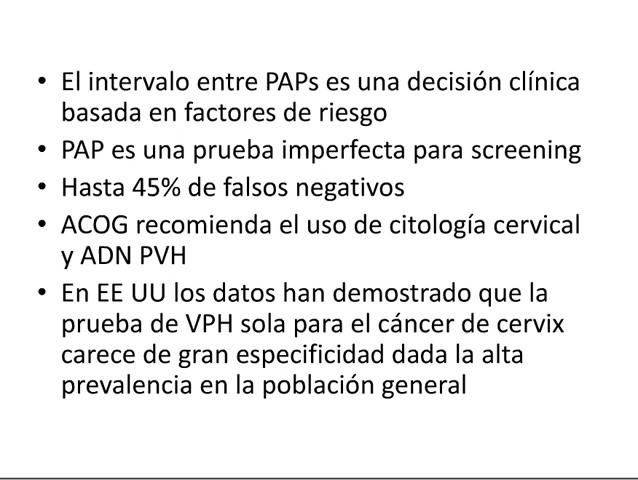 • El intervalo entre PAPs es una decisión clínica
basada en factores de riesgo
• PAP es una prueba imperfecta para screening
• Hasta 45% de falsos negativos
• ACOG recomienda el uso de citología cervical
y ADN PVH
• En EE UU los datos han demostrado que la
prueba de VPH sola para el cáncer de cervix
carece de gran especificidad dada la alta
prevalencia en la población general